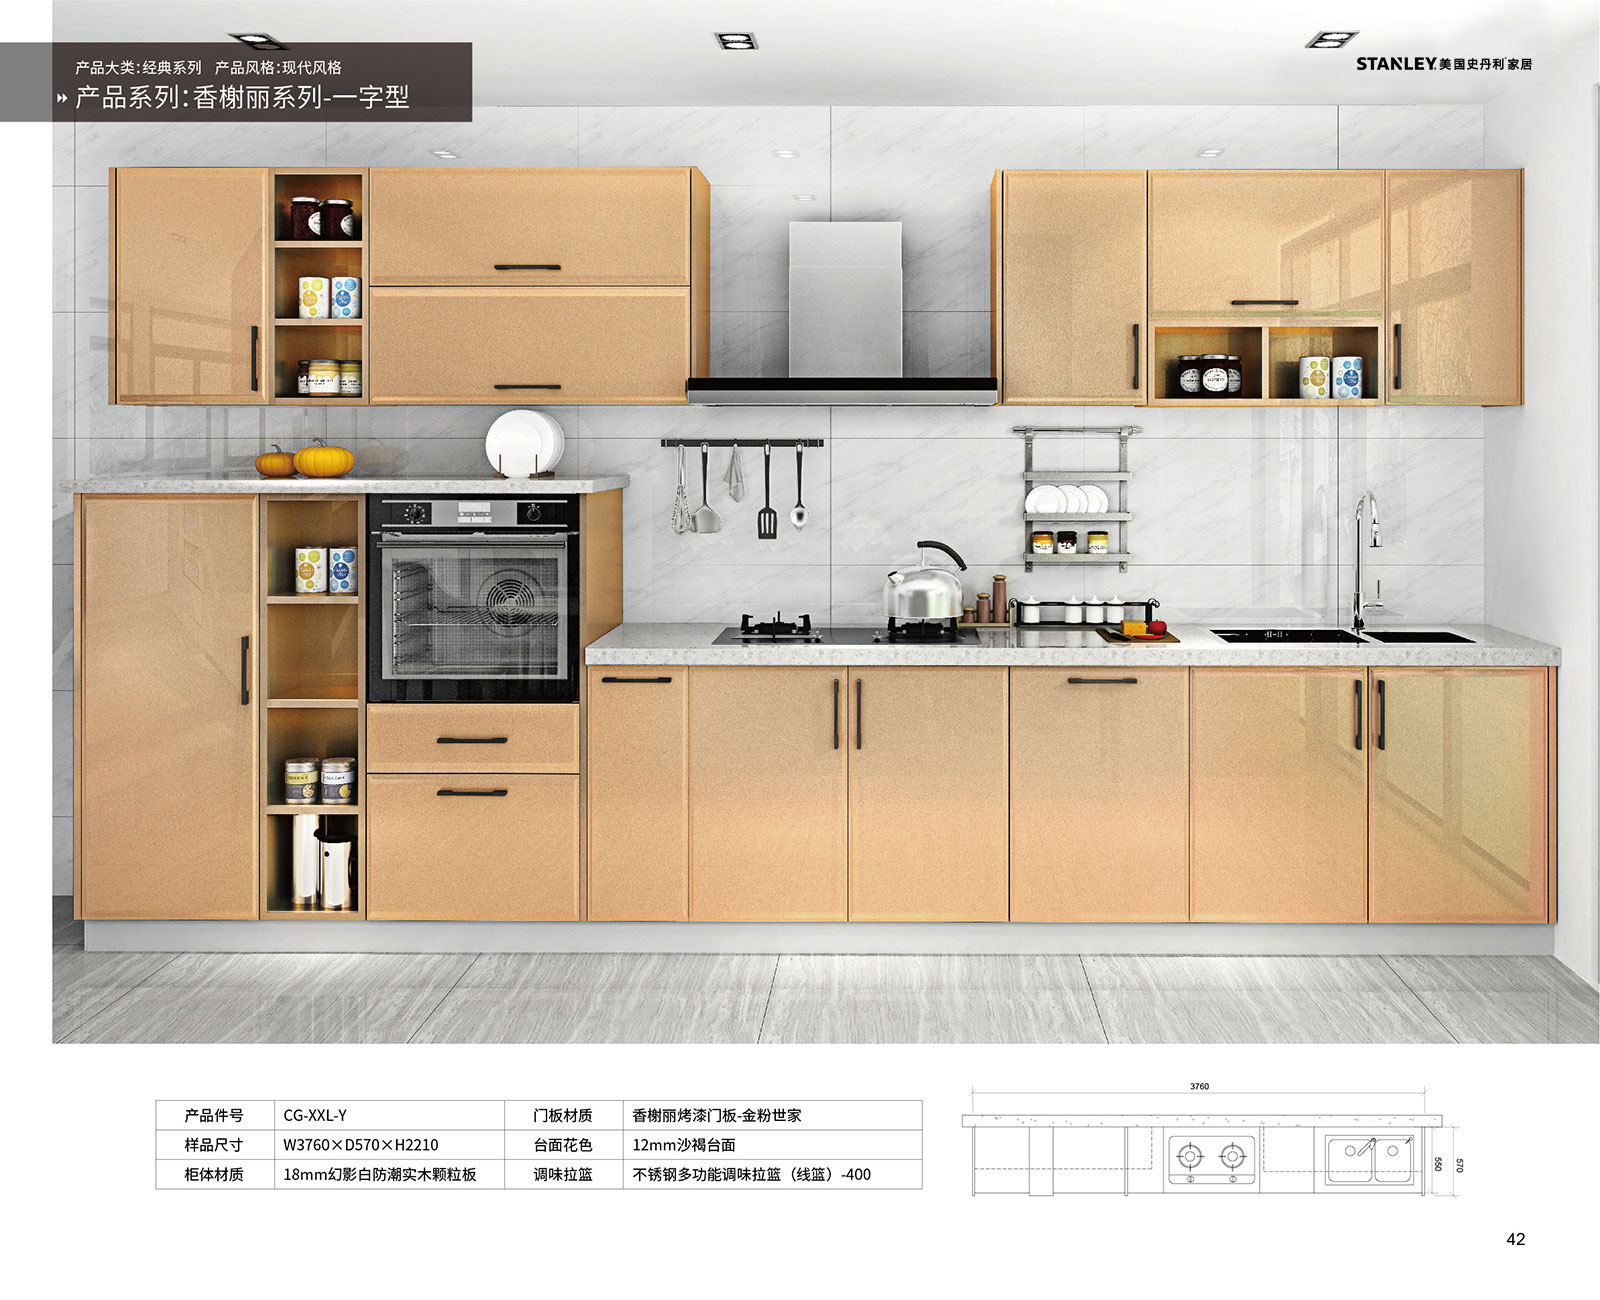 产品大类:经典系列 产品风格:现代风格
产品系列:香榭丽系列-一字型
STANLEY 美国史丹利家居
产品件号 CG-XXL-Y 门板材质 香榭丽烤漆门板-金粉世家
样品尺寸 W3760×D570×H2210 台面花色 12mm沙褐台面
柜体材质 18mm幻影白防潮实木颗粒板 调味拉篮 不锈钢多功能调味拉篮（线篮）-400
3760
550
570
42